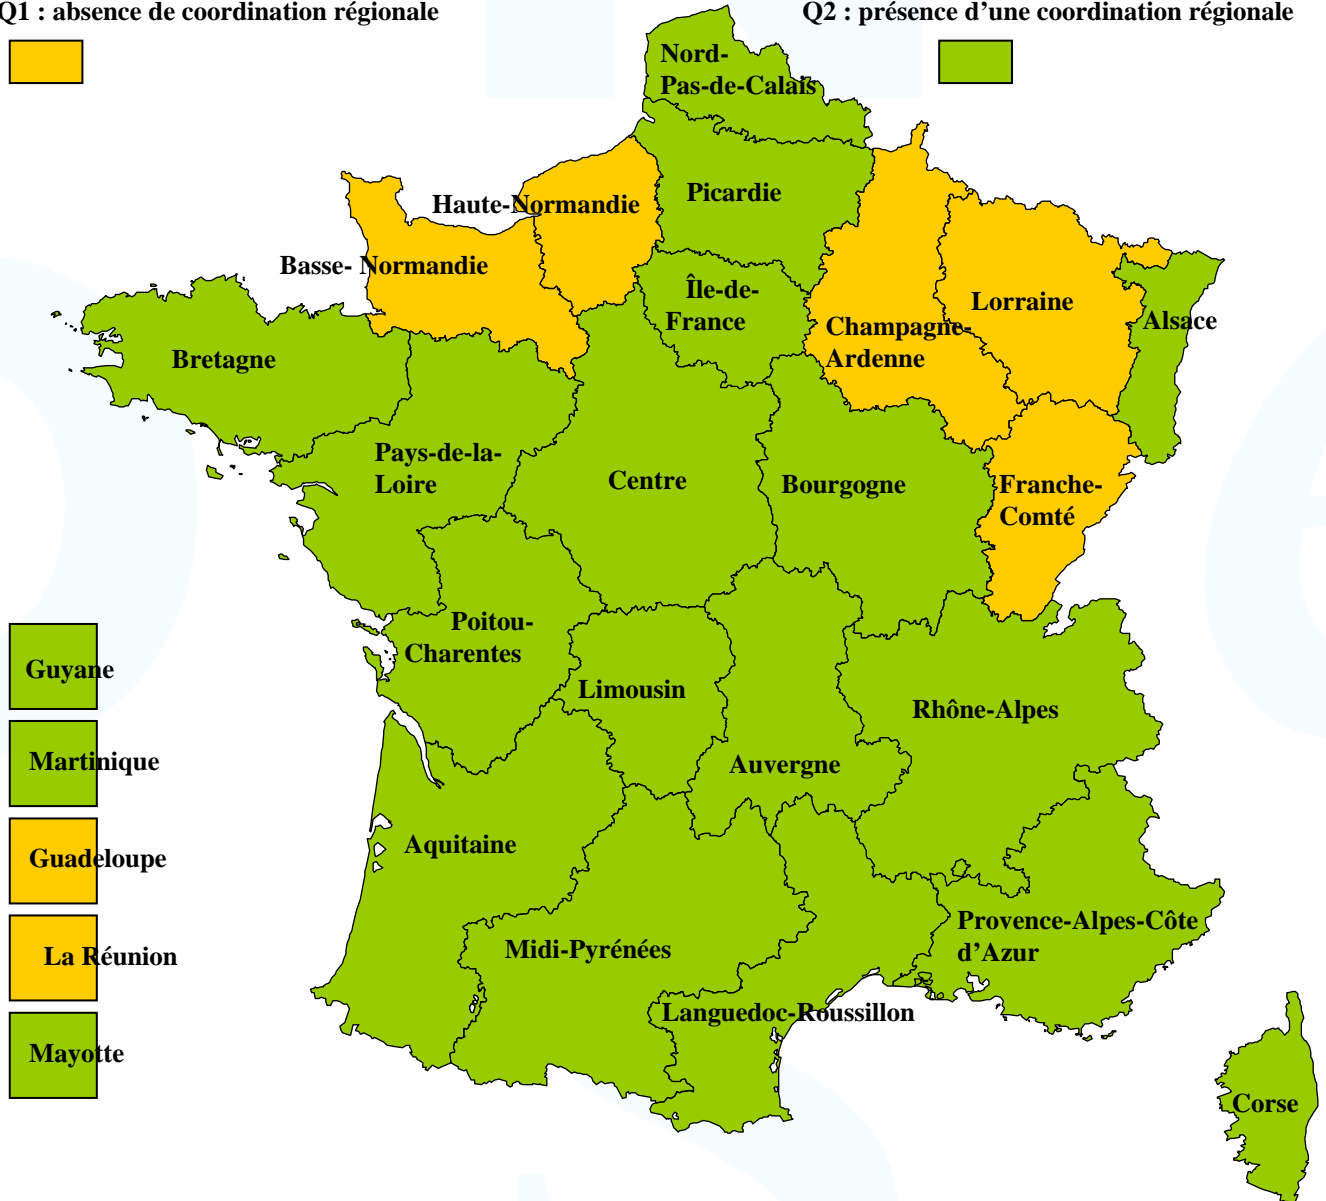 Q1 : absence de coordination régionale
Q2 : présence d’une coordination régionale
Nord-
Pas-de-Calais
Picardie
Haute-Normandie
Basse- Normandie
Île-de-
France
Champagne-
Ardenne
Lorraine
Alsace
Bretagne
Pays-de-la-
Loire
Centre
Bourgogne
Franche-
Comté
Poitou-
Charentes
Limousin
Auvergne
Rhône-Alpes
Aquitaine
Midi-Pyrénées
Languedoc-Roussillon
Provence-Alpes-Côte
d’Azur
Corse
Guyane
Martinique
Guadeloupe
La Réunion
Mayotte